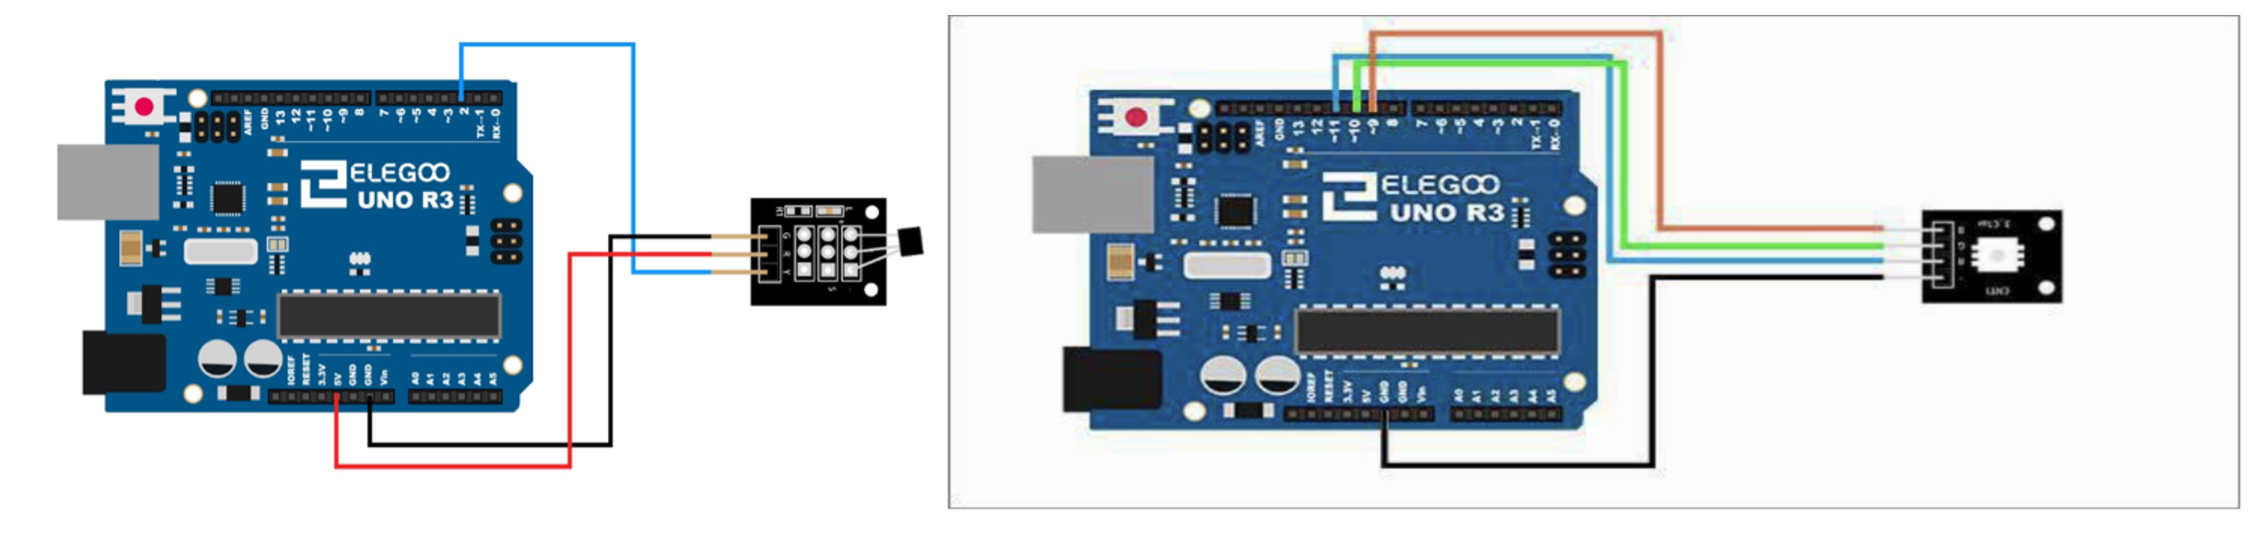 AREF
GND
13
12
~11
~10
~9
8
7
~6
~5
4
~3
2
TX→1
RX←0
ELEGOO
UNO R3
IOREF
RESET
3.3V
5V
GND
GND
Vin
A0
A1
A2
A3
A4
A5
R1
L
G
R
Y
S
AREF
GND
13
12
~11
~10
~9
8
7
~6
~5
4
~3
2
TX→1
RX←0
ELEGOO
UNO R3
IOREF
RESET
3.3V
5V
GND
GND
Vin
A0
A1
A2
A3
A4
A5